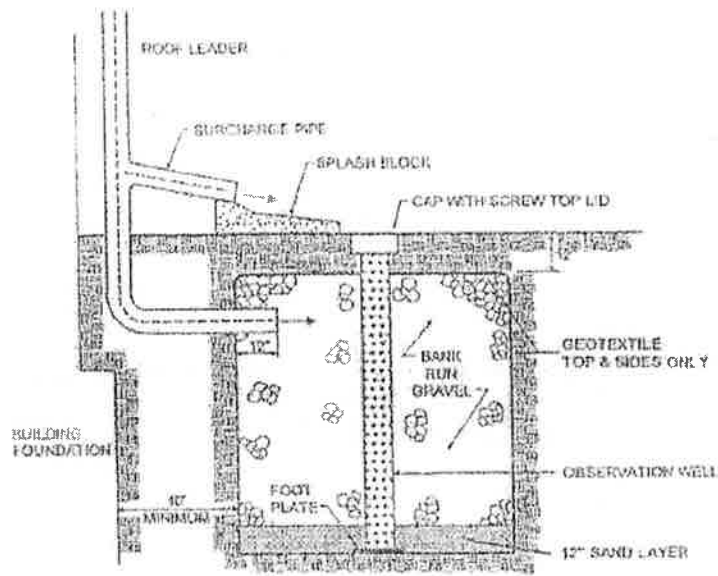 ROOF LEADER
SURCHARGE PIPE
SPLASH BLOCK
CAP WITH SCREW TOP LID
12"
GEOTEXTILE
TOP & SIDES ONLY
BANK
RUN
GRAVEL
BUILDING
FOUNDATION
OBSERVATION WELL
FOOT
PLATE
10'
MINIMUM
12" SAND LAYER